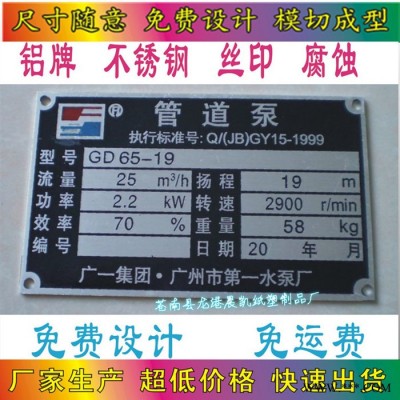 尺寸随意 免费设计 模切成型
铝牌 不锈钢 丝印 腐蚀
® 管道泵
执行标准号: Q/(JB)GY15-1999
型号 GD 65-19
流量 25 m³/h 扬程 19 m
功率 2.2 kW 转速 2900 r/min
效率 70 % 重量 58 kg
编号 日期 20 年 月
广一集团·广州市第一水泵厂
苍南县龙港晨凯纸塑制品厂
免费设计 免运费
厂家生产 超低价格 快速出货